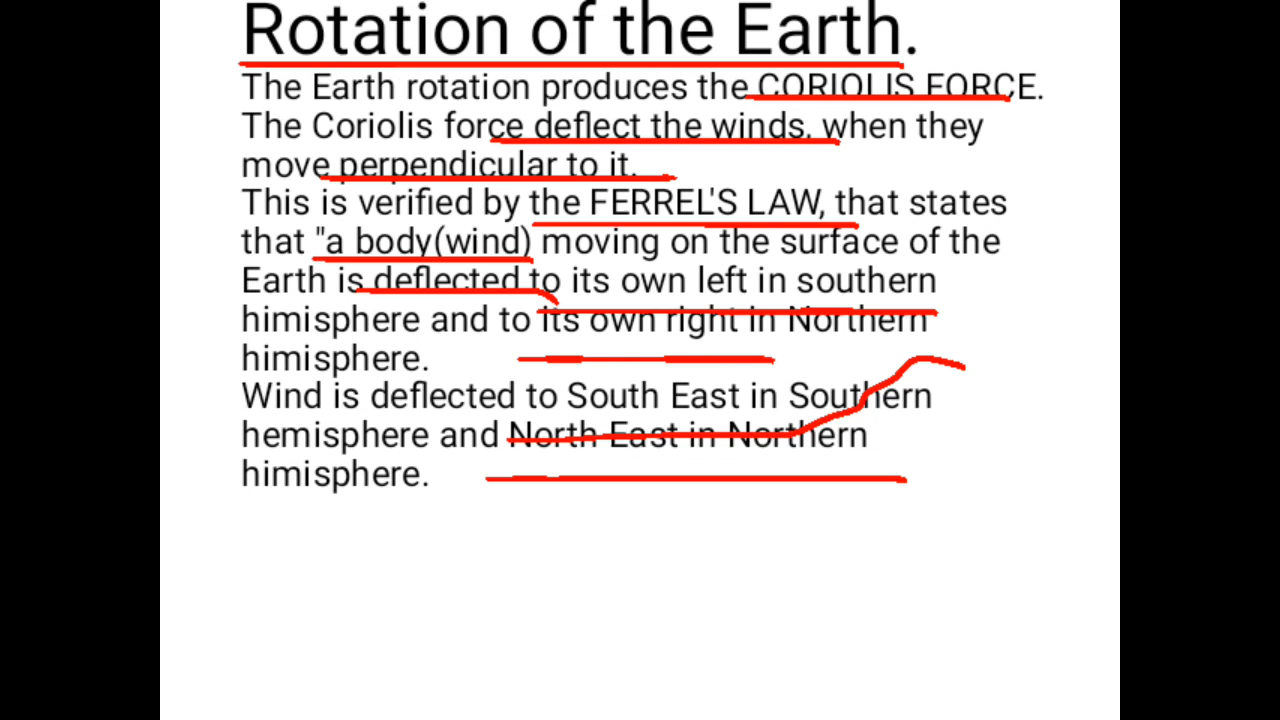 Rotation of the Earth.
The Earth rotation produces the CORIOLIS FORCE.
The Coriolis force deflect the winds. when they
move perpendicular to it.
This is verified by the FERREL'S LAW, that states
that "a body(wind) moving on the surface of the
Earth is deflected to its own left in southern
himisphere and to its own right in Northern
himisphere.
Wind is deflected to South East in Southern
hemisphere and North East in Northern
himisphere.